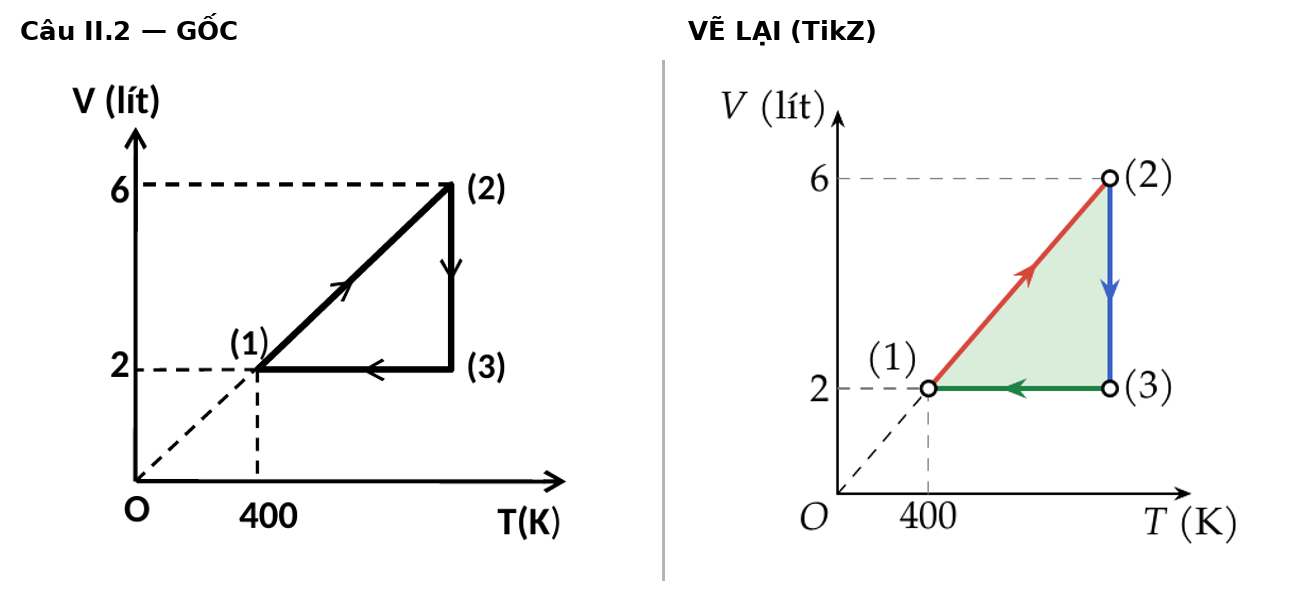 Câu II.2 — GỐC
V (lít)
6
(2)
(1)
2
(3)
O
400
T(K)
VẼ LẠI (TikZ)
V (lít)
6
(2)
(1)
2
(3)
O
400
T (K)